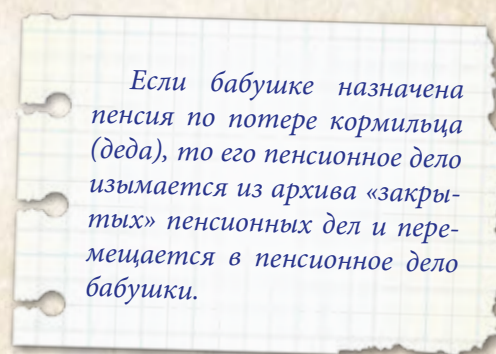 Если бабушке назначена
пенсия по потере кормильца
(деда), то его пенсионное дело
изымается из архива «закры-
тых» пенсионных дел и пере-
мещается в пенсионное дело
бабушки.